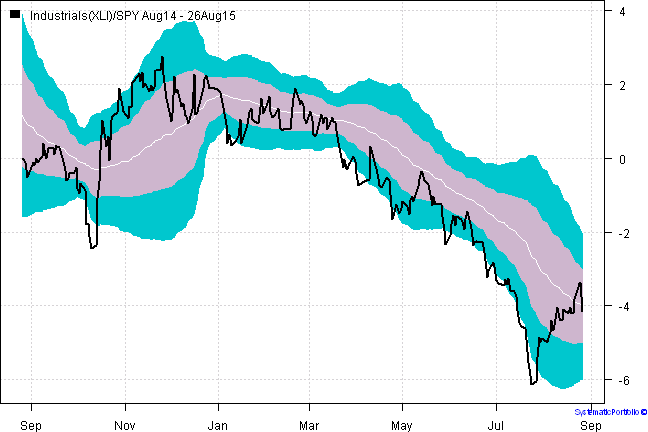 Industrials(XLI)/SPY Aug14 - 26Aug15
4
2
0
-2
-4
-6
Sep Nov Jan Mar May Jul Sep
SystematicPortfolio ©